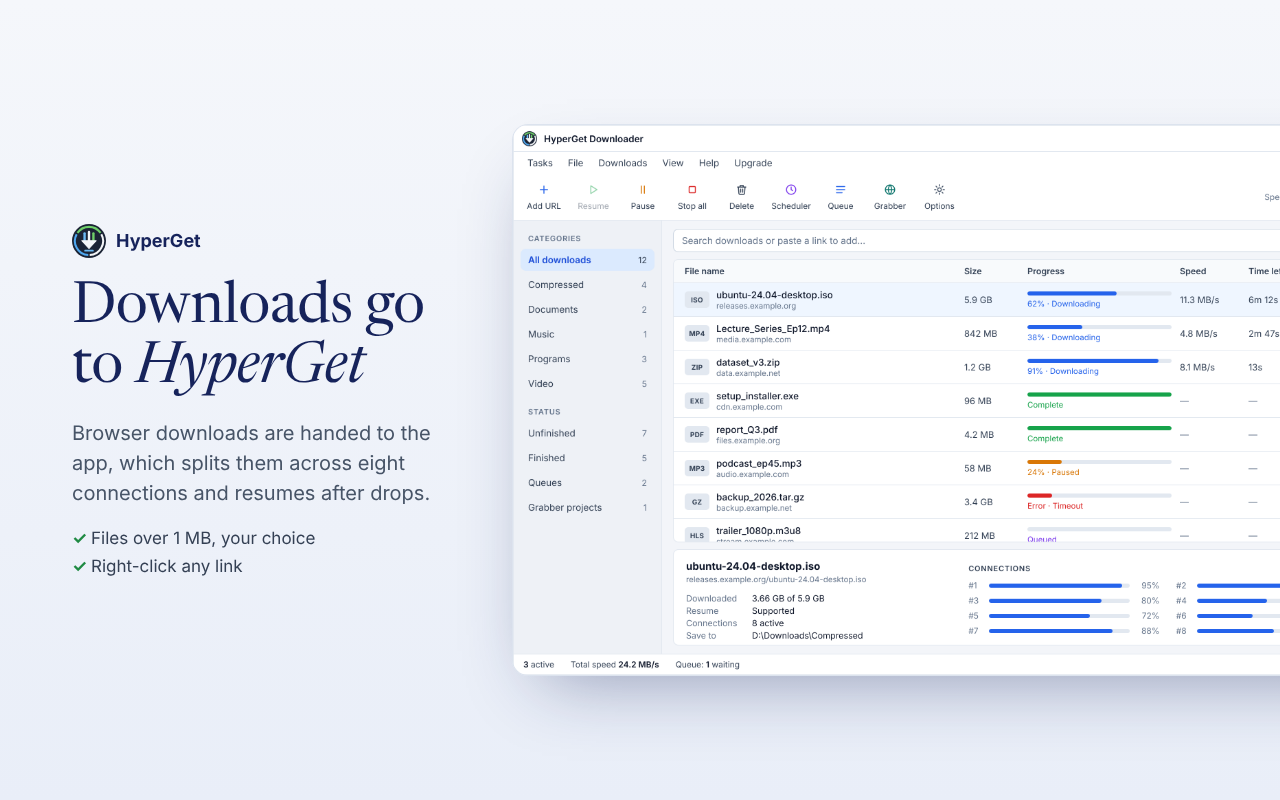 HyperGet
Downloads go
to HyperGet
Browser downloads are handed to the
app, which splits them across eight
connections and resumes after drops.
✓ Files over 1 MB, your choice
✓ Right-click any link
HyperGet Downloader
Tasks File Downloads View Help Upgrade
Add URL Resume Pause Stop all Delete Scheduler Queue Grabber Options
CATEGORIES
All downloads 12
Compressed 4
Documents 2
Music 1
Programs 3
Video 5
STATUS
Unfinished 7
Finished 5
Queues 2
Grabber projects 1
Search downloads or paste a link to add...
File name Size Progress Speed
ISO ubuntu-24.04-desktop.iso 5.9 GB 11.3 MB/s 6m 12s
releases.example.org 62% · Downloading
MP4 Lecture_Series_Ep12.mp4 842 MB 4.8 MB/s 2m 47s
media.example.com 38% · Downloading
ZIP dataset_v3.zip 1.2 GB 8.1 MB/s 13s
data.example.net 91% · Downloading
EXE setup_installer.exe 96 MB — —
cdn.example.com Complete
PDF report_Q3.pdf 4.2 MB — —
files.example.org Complete
MP3 podcast_ep45.mp3 58 MB — —
audio.example.com 24% · Paused
GZ backup_2026.tar.gz 3.4 GB — —
backup.example.net Error · Timeout
HLS trailer_1080p.m3u8 212 MB — —
stream.example.com Queued
ubuntu-24.04-desktop.iso
releases.example.org/ubuntu-24.04-desktop.iso
Downloaded 3.66 GB of 5.9 GB
Resume Supported
Connections 8 active
Save to D:\Downloads\Compressed
CONNECTIONS
#1 95% #2
#3 80% #4
#5 72% #6
#7 88% #8
3 active Total speed 24.2 MB/s Queue: 1 waiting